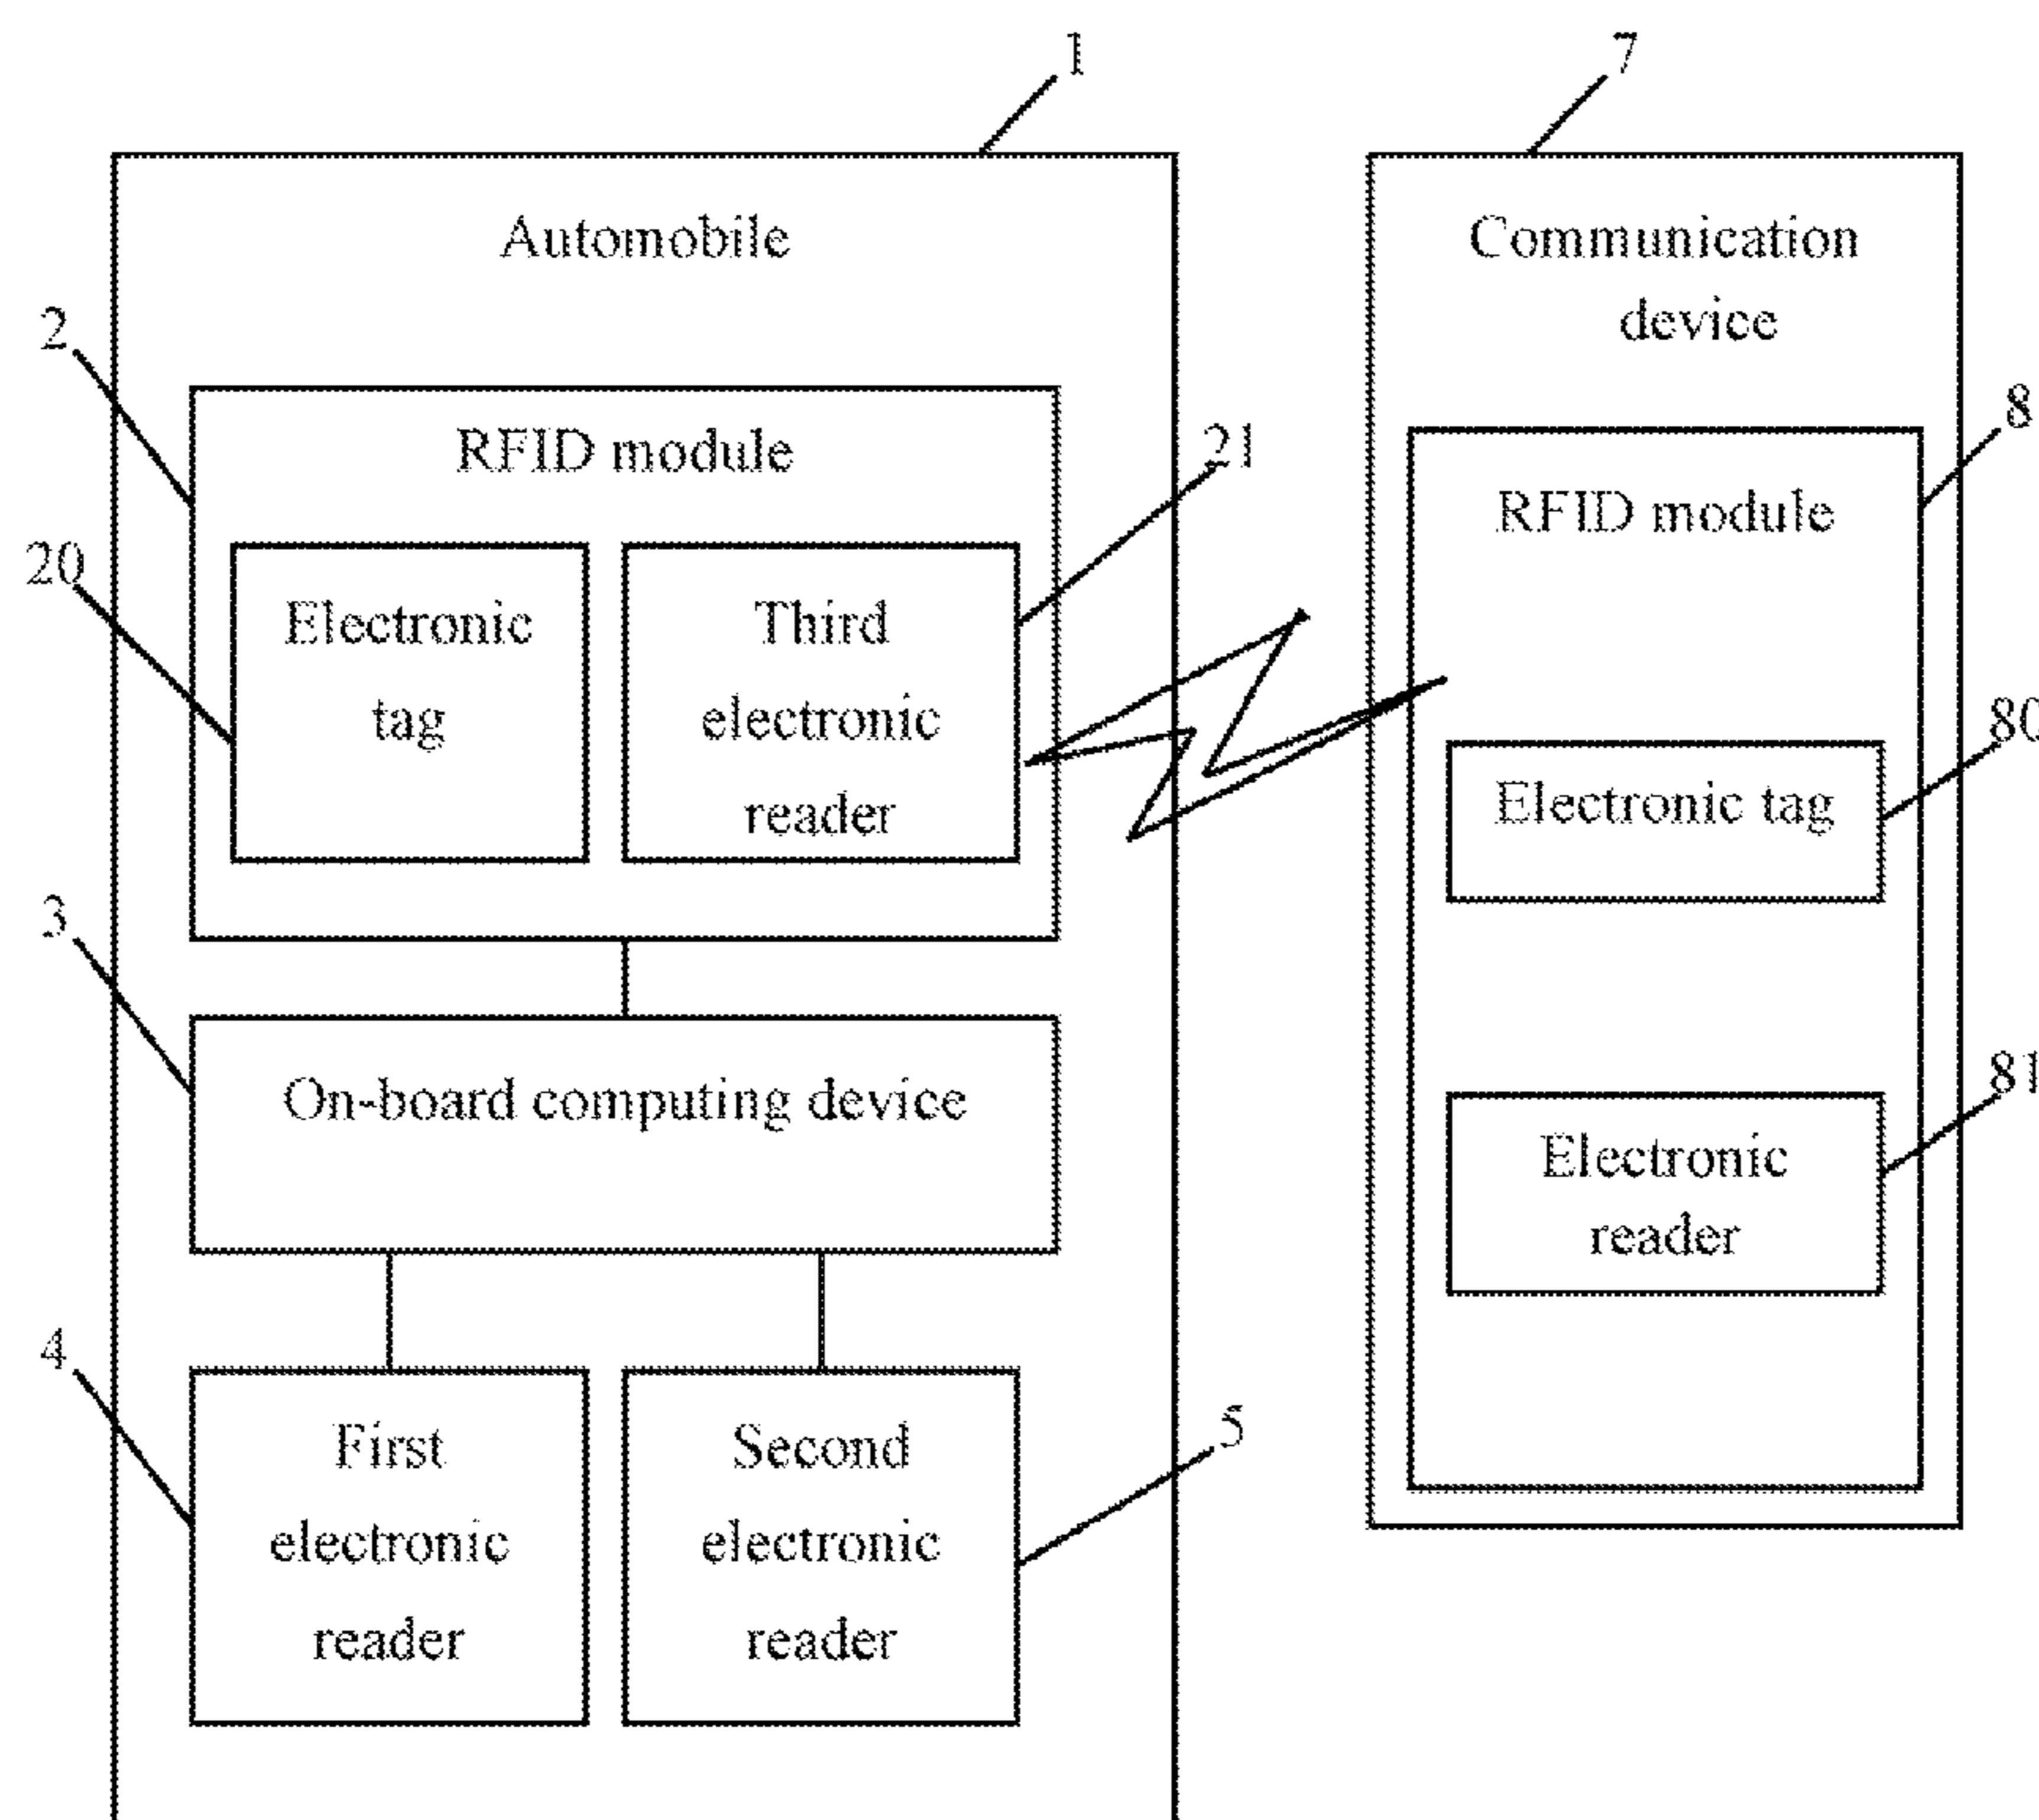 1
7
Automobile
Communication
device
2
RFID module
21
8
RFID module
20
Electronic
tag
Third
electronic
reader
80
Electronic tag
3
On-board computing device
81
Electronic
reader
4
First
electronic
reader
5
Second
electronic
reader